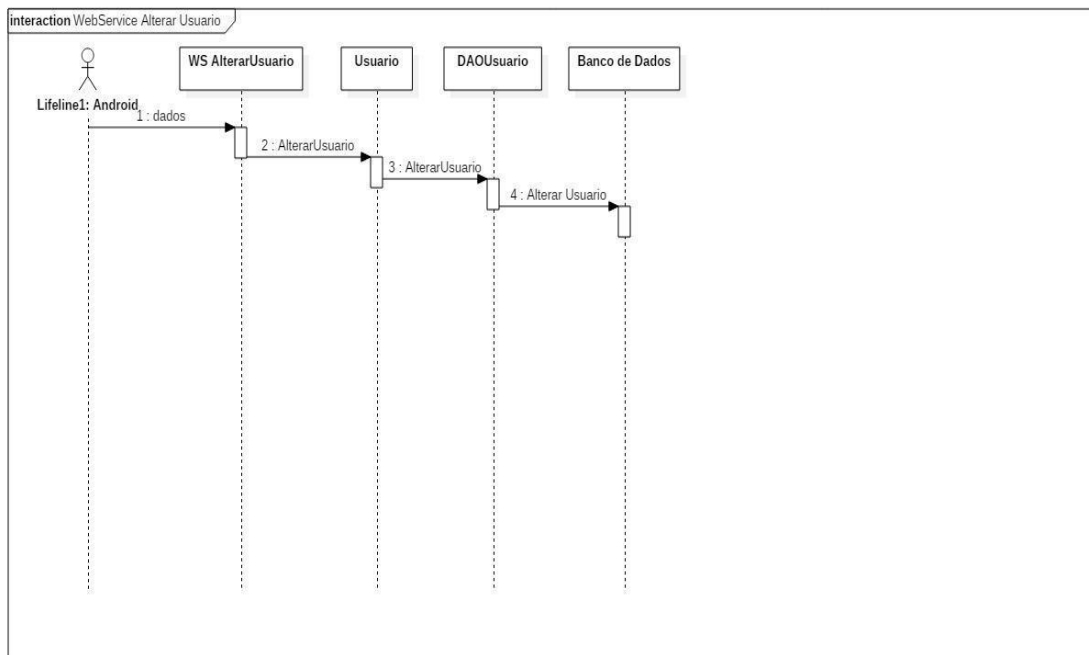 interaction WebService Alterar Usuario
WS AlterarUsuario
Usuario
DAOUsuario
Banco de Dados
Lifeline1: Android
1 : dados
2 : AlterarUsuario
3 : AlterarUsuario
4 : Alterar Usuario